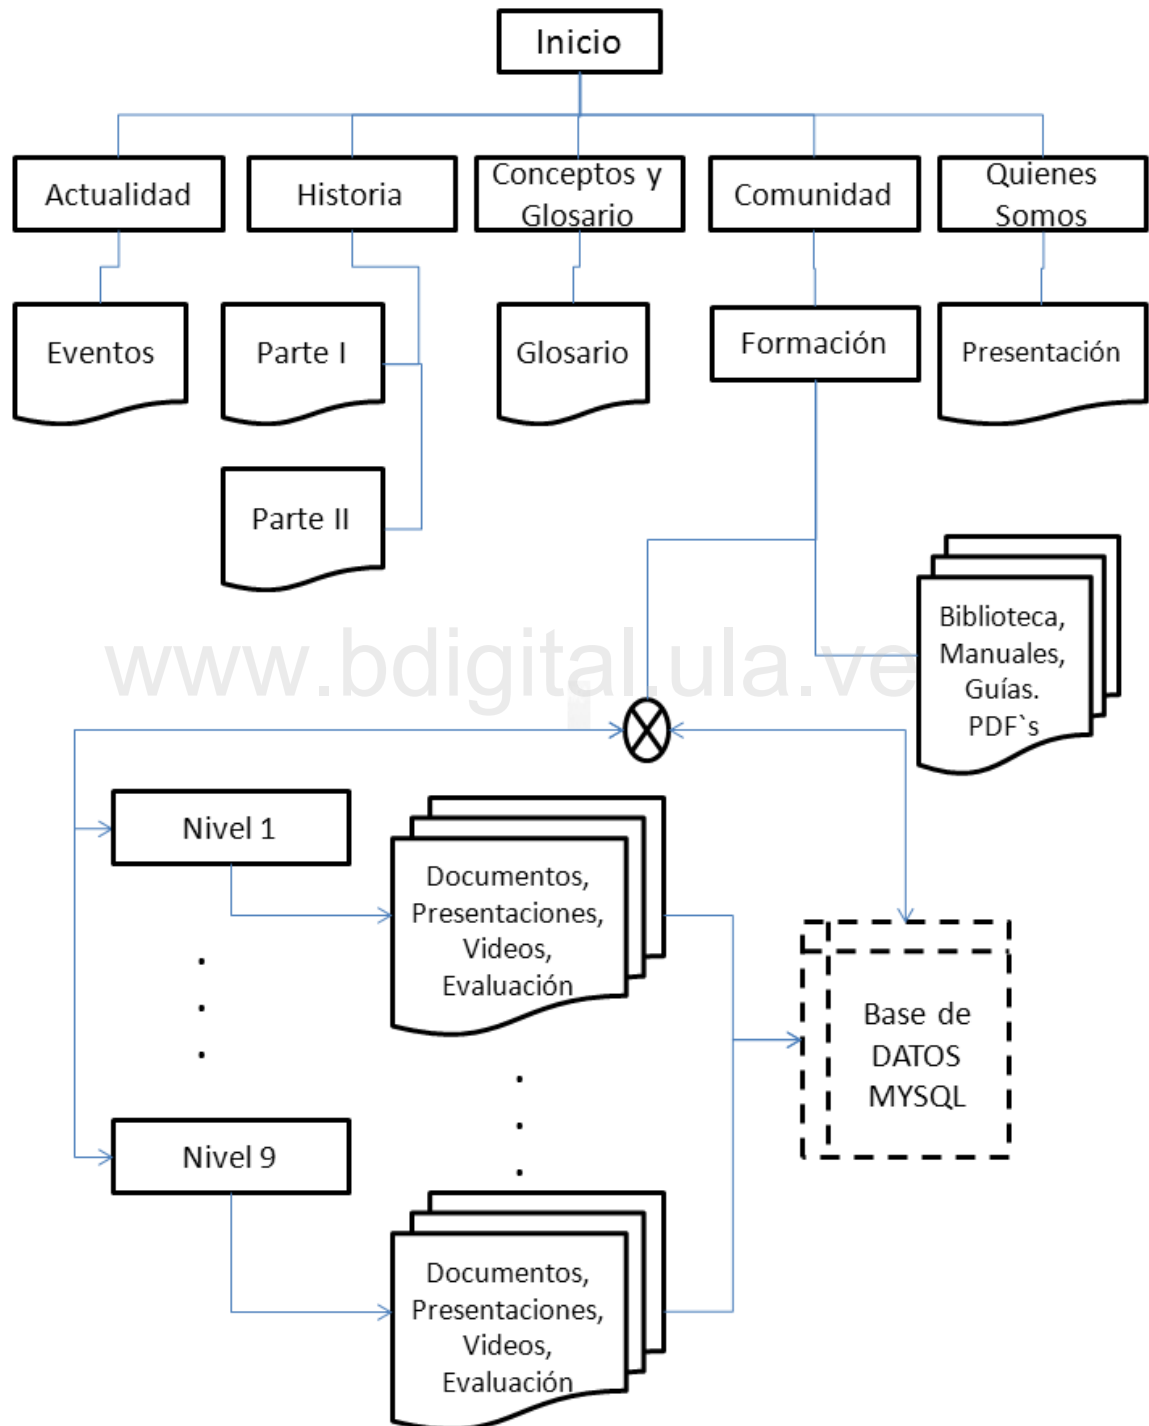 Inicio
Actualidad
Historia
Conceptos y
Glosario
Comunidad
Quienes
Somos
Eventos
Parte I
Glosario
Formación
Presentación
Parte II
Biblioteca,
Manuales,
Guías.
PDF`s
www.bdigital.ula.ve
Nivel 1
Documentos,
Presentaciones,
Videos,
Evaluación
.
.
.
Base de
DATOS
MYSQL
.
.
.
Nivel 9
Documentos,
Presentaciones,
Videos,
Evaluación